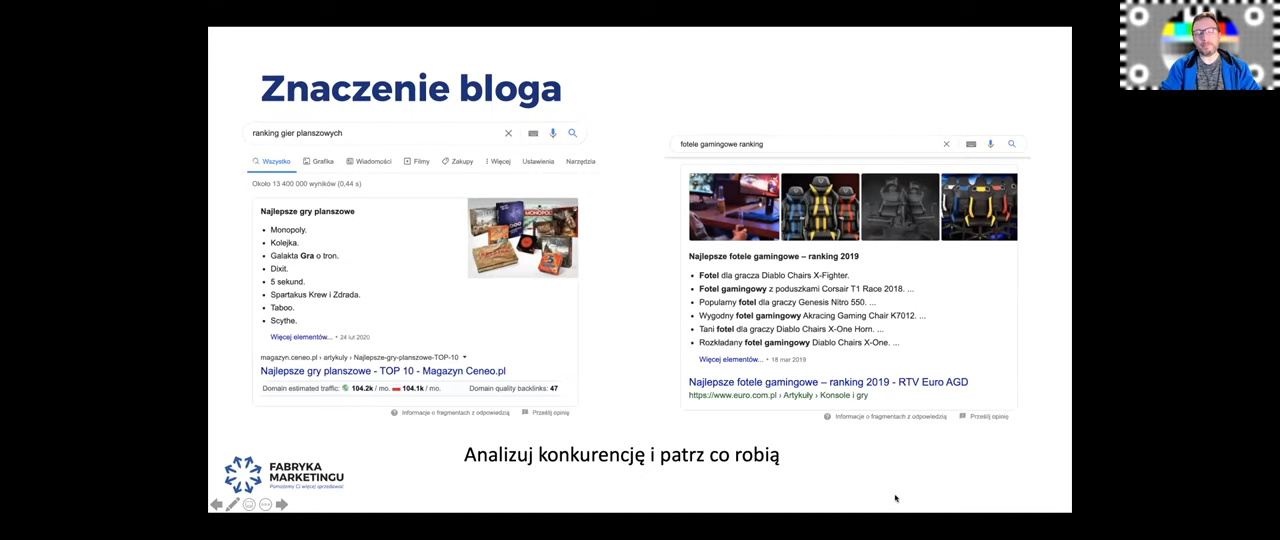 Znaczenie bloga
ranking gier planszowych
Wszystko Grafika Wiadomości Filmy Zakupy Więcej Ustawienia Narzędzia
Około 13 400 000 wyników (0,44 s)
Najlepsze gry planszowe
• Monopoly.
• Kolejka.
• Galakta Gra o tron.
• Dixit.
• 5 sekund.
• Spartakus Krew i Zdrada.
• Taboo.
• Scythe.
Więcej elementów... • 24 lut 2020
magazyn.ceneo.pl › artykuly › Najlepsze-gry-planszowe-TOP-10
Najlepsze gry planszowe - TOP 10 - Magazyn Ceneo.pl
Domain estimated traffic: 104.2k / mo. 104.1k / mo. Domain quality backlinks: 47
Informacje o fragmentach z odpowiedzią Prześlij opinię
fotele gamingowe ranking
Najlepsze fotele gamingowe – ranking 2019
• Fotel dla gracza Diablo Chairs X-Fighter.
• Fotel gamingowy z poduszkami Corsair T1 Race 2018. ...
• Popularny fotel dla graczy Genesis Nitro 550. ...
• Wygodny fotel gamingowy Akracing Gaming Chair K7012. ...
• Tani fotel dla graczy Diablo Chairs X-One Horn. ...
• Rozkładany fotel gamingowy Diablo Chairs X-One. ...
Więcej elementów... • 18 mar 2019
Najlepsze fotele gamingowe – ranking 2019 - RTV Euro AGD
https://www.euro.com.pl › Artykuły › Konsole i gry
Informacje o fragmentach z odpowiedzią Prześlij opinię
Analizuj konkurencję i patrz co robią
FABRYKA
MARKETINGU
Pomożemy Ci więcej sprzedawać
MONOPOLY